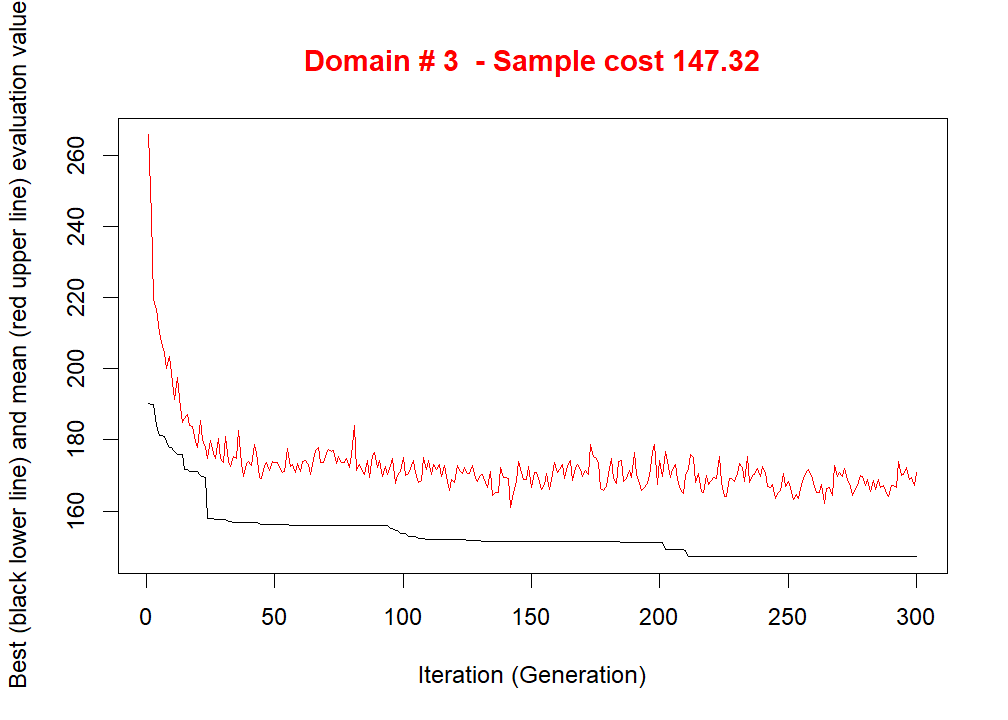 Domain # 3  - Sample cost 147.32
Best (black lower line) and mean (red upper line) evaluation value
260
240
220
200
180
160
0 50 100 150 200 250 300
Iteration (Generation)